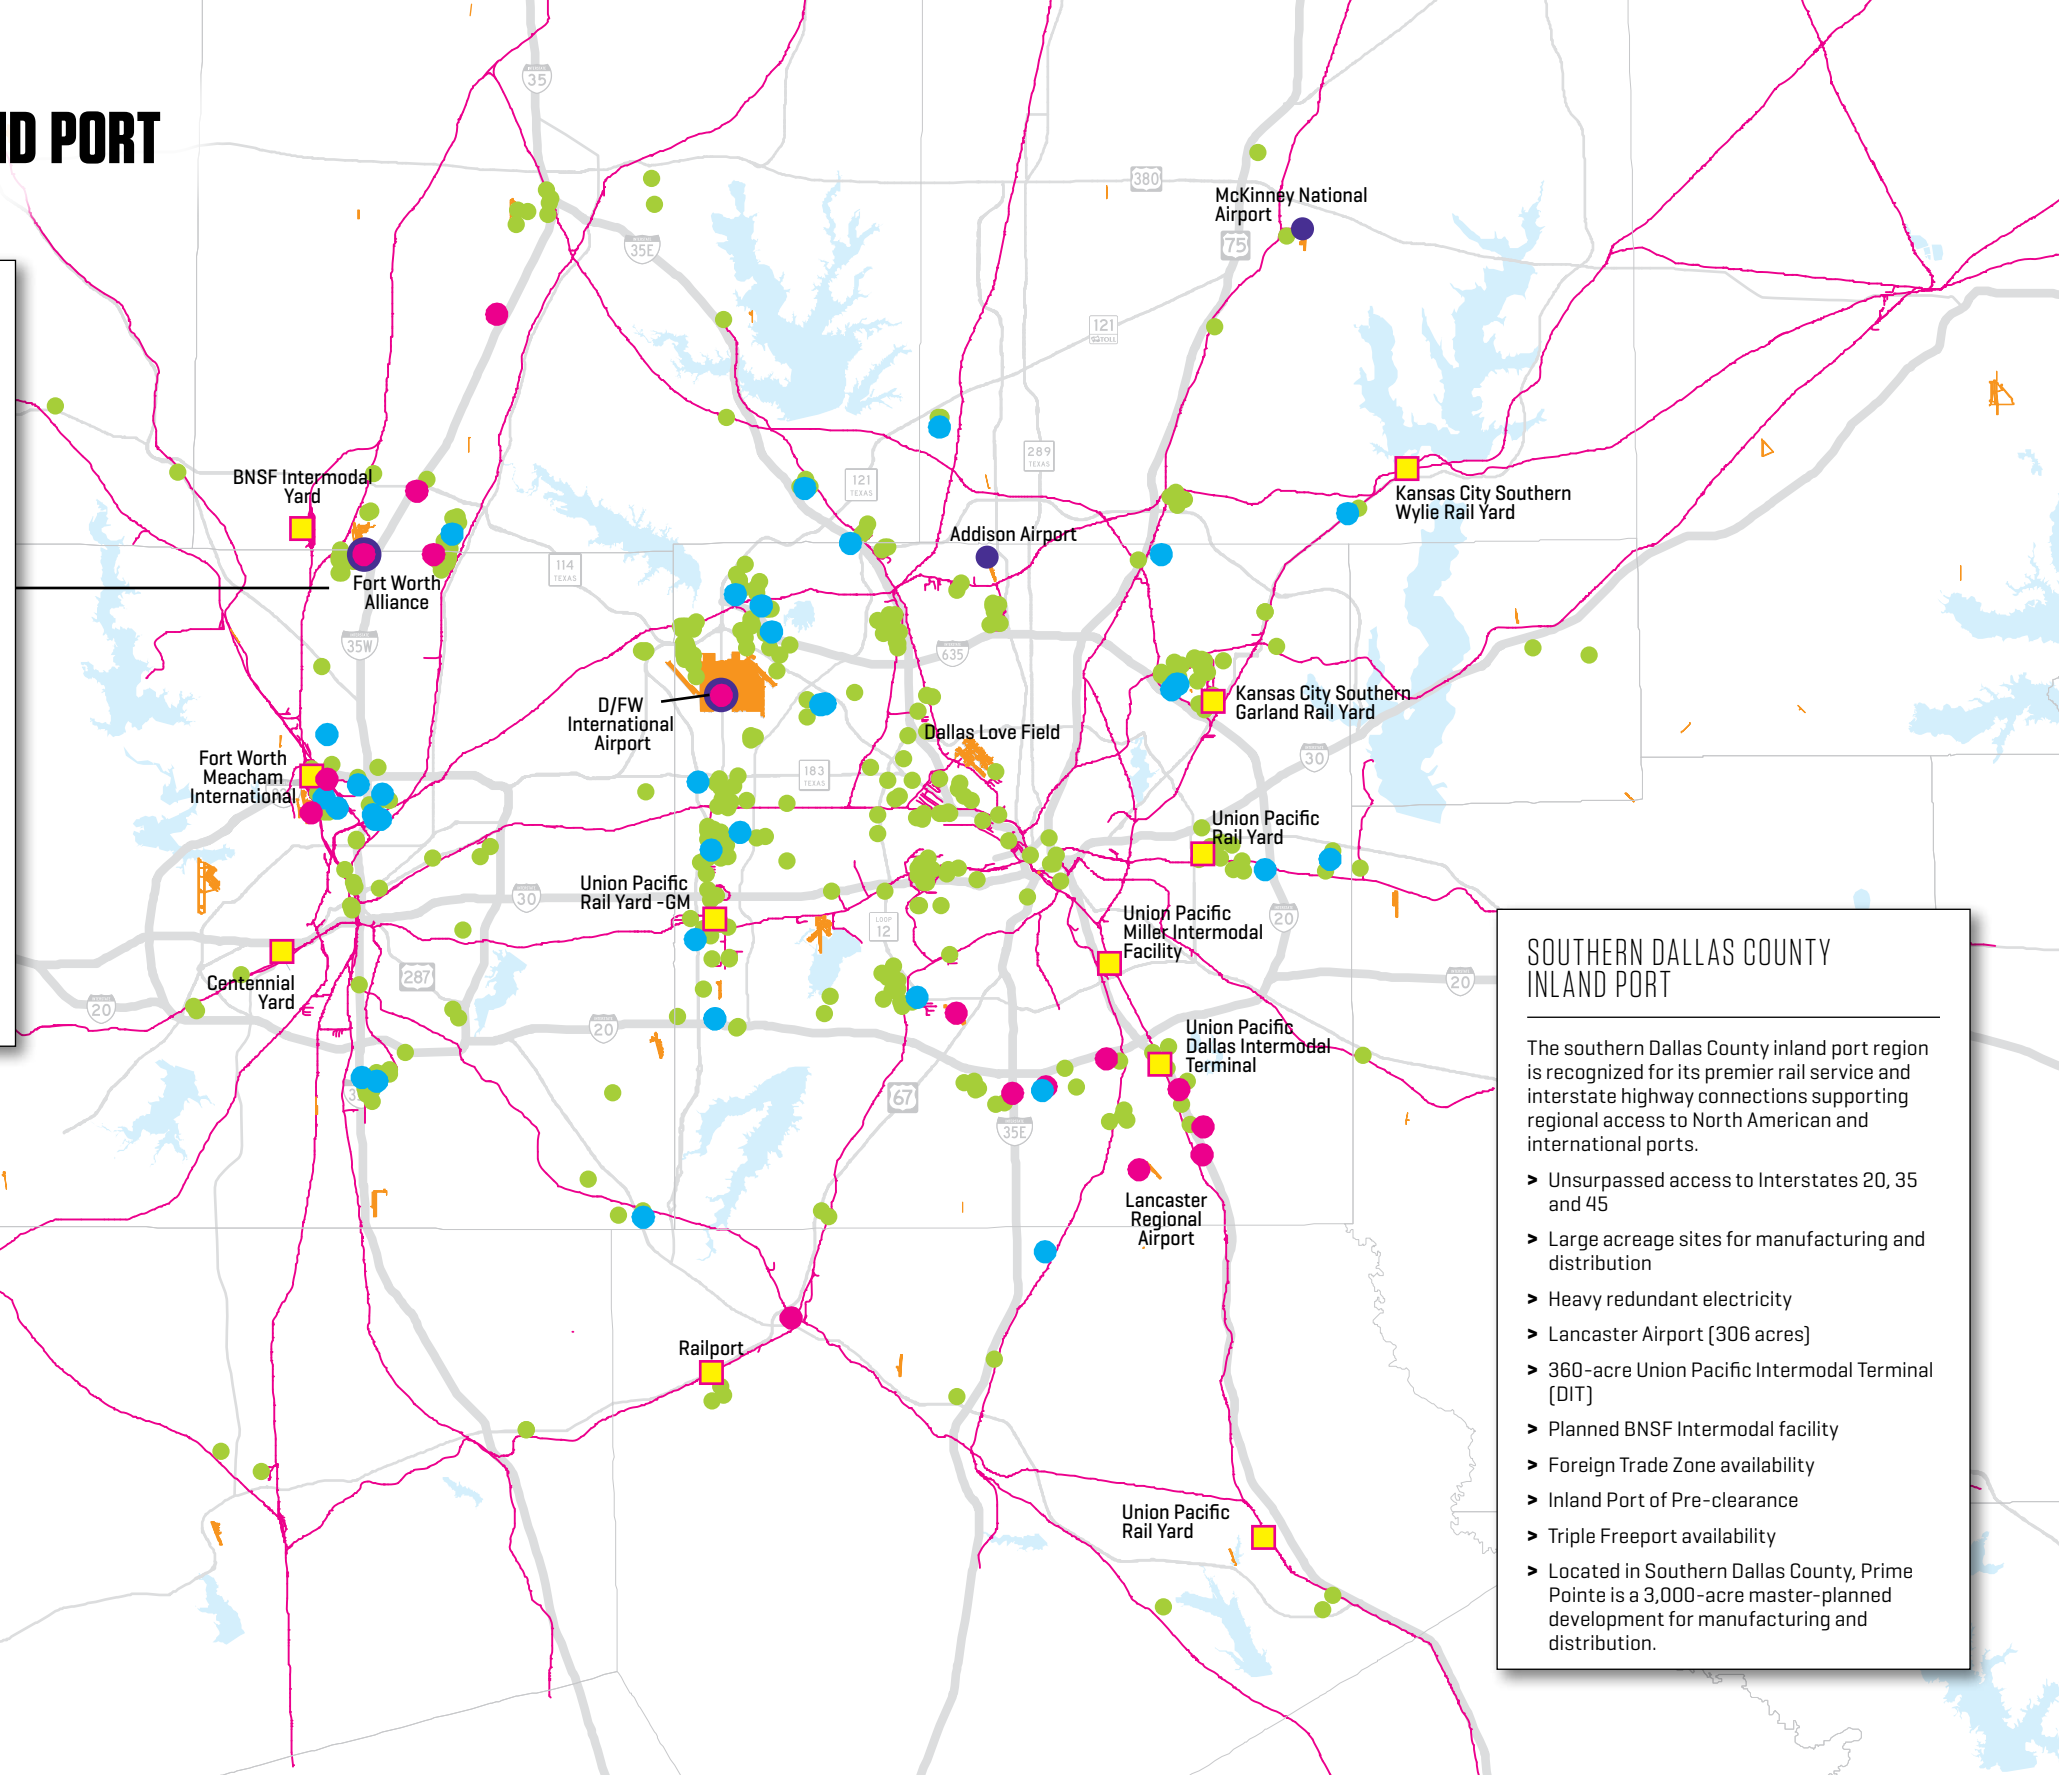 ND PORT
35
380
McKinney National
Airport
75
35E
121
TOLL
289
TEXAS
121
TEXAS
BNSF Intermodal
Yard
Kansas City Southern
Wylie Rail Yard
Addison Airport
114
TEXAS
Fort Worth
Alliance
35W
635
D/FW
International
Airport
Kansas City Southern
Garland Rail Yard
Dallas Love Field
30
Fort Worth
Meacham
International
183
TEXAS
Union Pacific
Rail Yard
Union Pacific
Rail Yard -GM
30
LOOP
12
20
Union Pacific
Miller Intermodal
Facility
Centennial
Yard
287
20
20
20
Union Pacific
Dallas Intermodal
Terminal
67
35E
Lancaster
Regional
Airport
Railport
Union Pacific
Rail Yard
SOUTHERN DALLAS COUNTY
INLAND PORT
The southern Dallas County inland port region
is recognized for its premier rail service and
interstate highway connections supporting
regional access to North American and
international ports.
> Unsurpassed access to Interstates 20, 35
and 45
> Large acreage sites for manufacturing and
distribution
> Heavy redundant electricity
> Lancaster Airport (306 acres)
> 360-acre Union Pacific Intermodal Terminal
(DIT)
> Planned BNSF Intermodal facility
> Foreign Trade Zone availability
> Inland Port of Pre-clearance
> Triple Freeport availability
> Located in Southern Dallas County, Prime
Pointe is a 3,000-acre master-planned
development for manufacturing and
distribution.